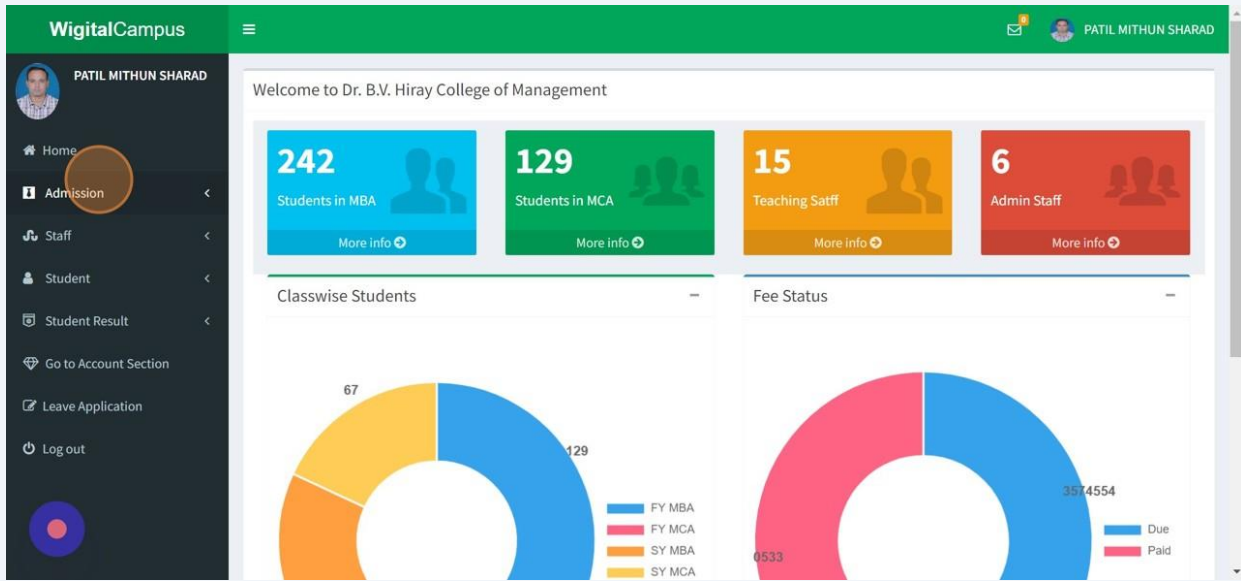 WigitalCampus
0
PATIL MITHUN SHARAD
PATIL MITHUN SHARAD
Home
Admission
Staff
Student
Student Result
Go to Account Section
Leave Application
Log out
Welcome to Dr. B.V. Hiray College of Management
242
Students in MBA
More info
129
Students in MCA
More info
15
Teaching Satff
More info
6
Admin Staff
More info
Classwise Students
67
129
FY MBA
FY MCA
SY MBA
SY MCA
Fee Status
3574554
0533
Due
Paid